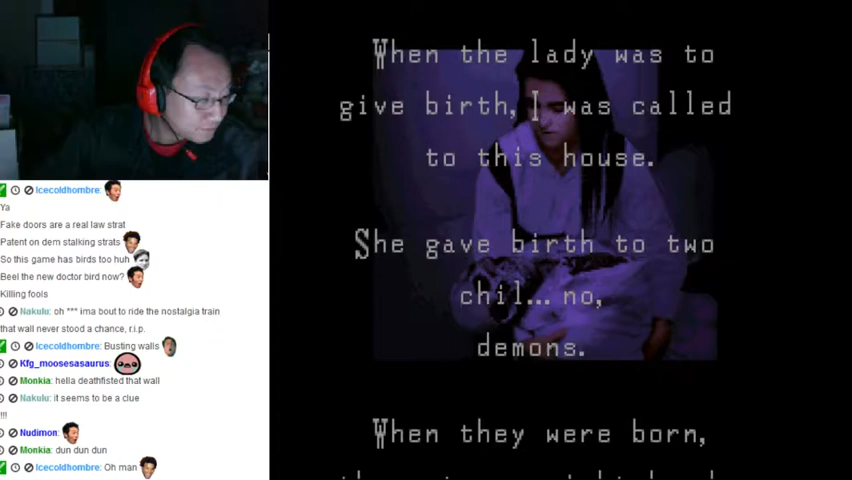 Icecoldhombre:
Ya
Fake doors are a real law strat
Patent on dem stalking strats
So this game has birds too huh
Beel the new doctor bird now?
Killing fools
Nakulu: oh *** ima bout to ride the nostalgia train
that wall never stood a chance, r.i.p.
Icecoldhombre: Busting walls
Kfg_moosesasaurus:
Monkia: hella deathfisted that wall
Nakulu: it seems to be a clue
!!!
Nudimon:
Monkia: dun dun dun
Icecoldhombre: Oh man
When the lady was to
give birth, I was called
to this house.
She gave birth to two
chil... no,
demons.
When they were born,